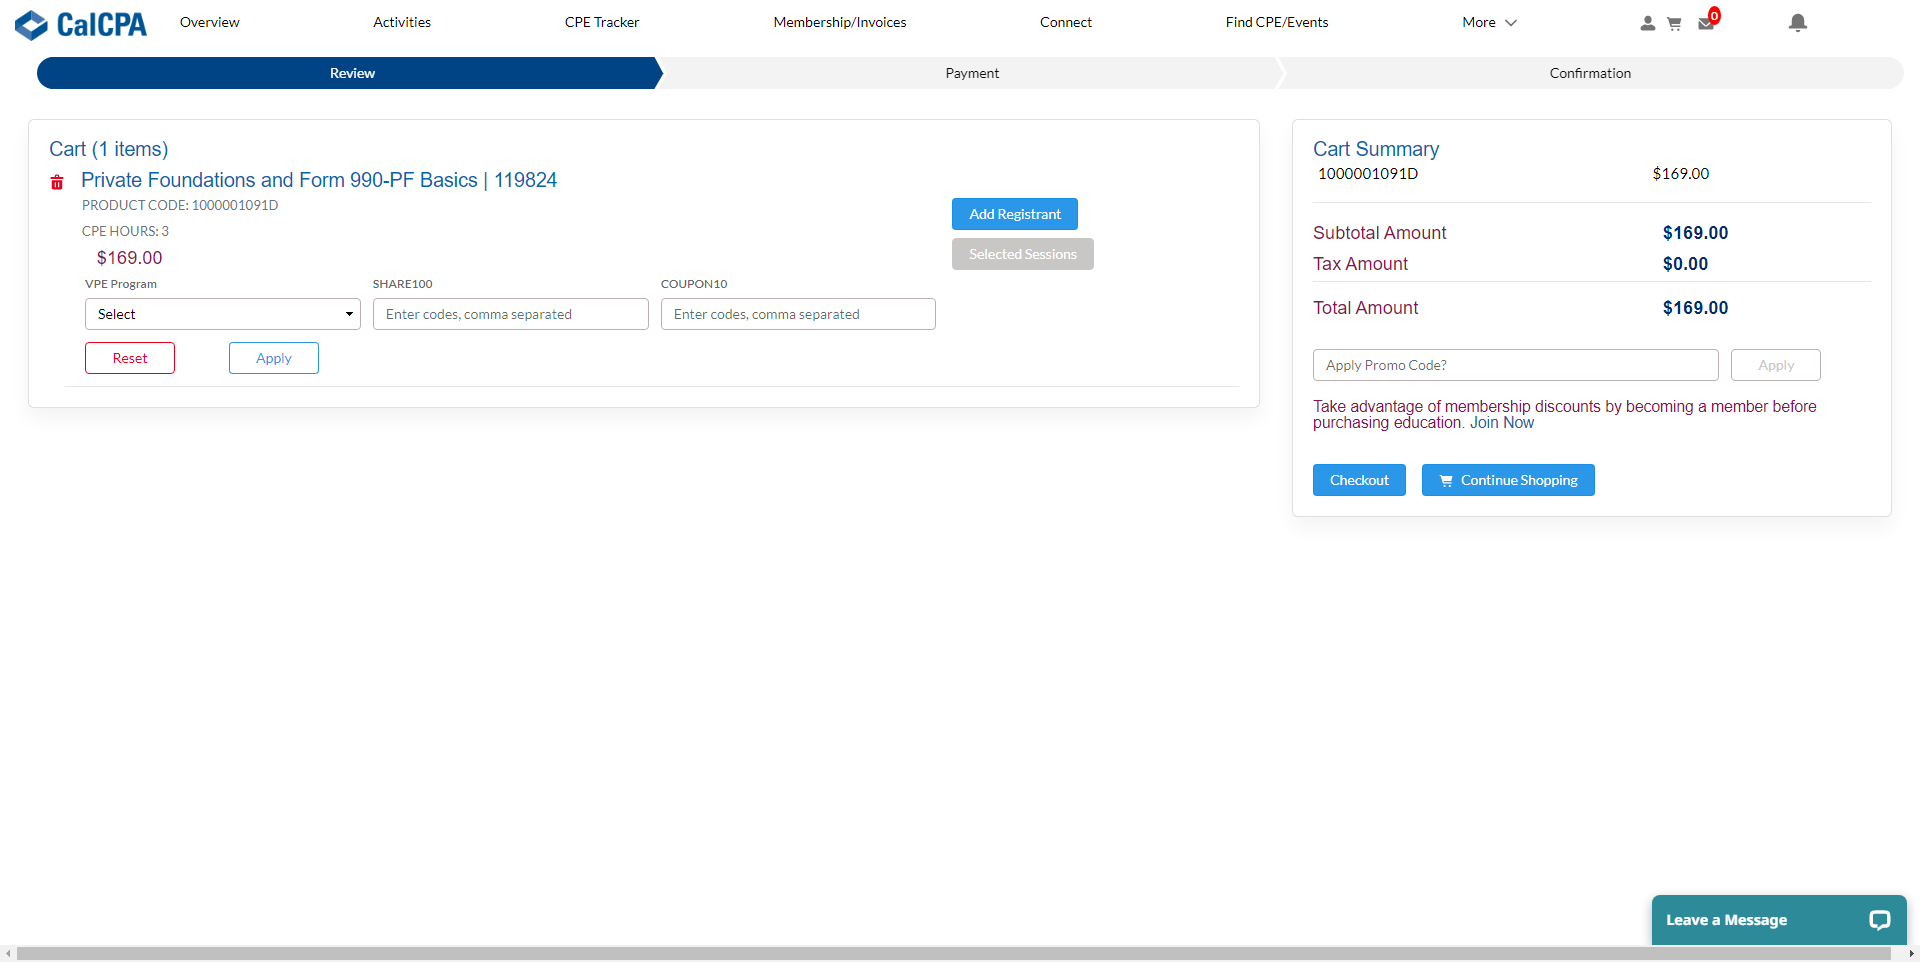 CalCPA
Overview
Activities
CPE Tracker
Membership/Invoices
Connect
Find CPE/Events
More
0
Review
Payment
Confirmation
Cart (1 items)
Private Foundations and Form 990-PF Basics | 119824
PRODUCT CODE: 1000001091D
CPE HOURS: 3
$169.00
Add Registrant
Selected Sessions
VPE Program
SHARE100
COUPON10
Select
Enter codes, comma separated
Enter codes, comma separated
Reset
Apply
Cart Summary
1000001091D $169.00
Subtotal Amount $169.00
Tax Amount $0.00
Total Amount $169.00
Apply Promo Code?
Apply
Take advantage of membership discounts by becoming a member before
purchasing education. Join Now
Checkout
Continue Shopping
Leave a Message